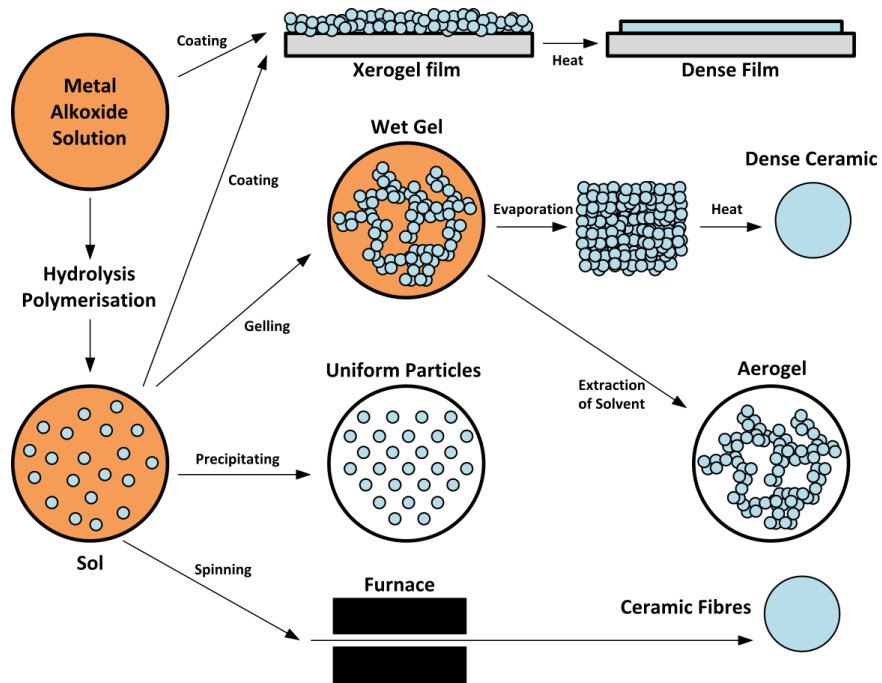 Metal
Alkoxide
Solution
Coating
Xerogel film
Heat
Dense Film
Hydrolysis
Polymerisation
Coating
Wet Gel
Evaporation
Heat
Dense Ceramic
Gelling
Extraction
of Solvent
Aerogel
Sol
Precipitating
Uniform Particles
Spinning
Furnace
Ceramic Fibres